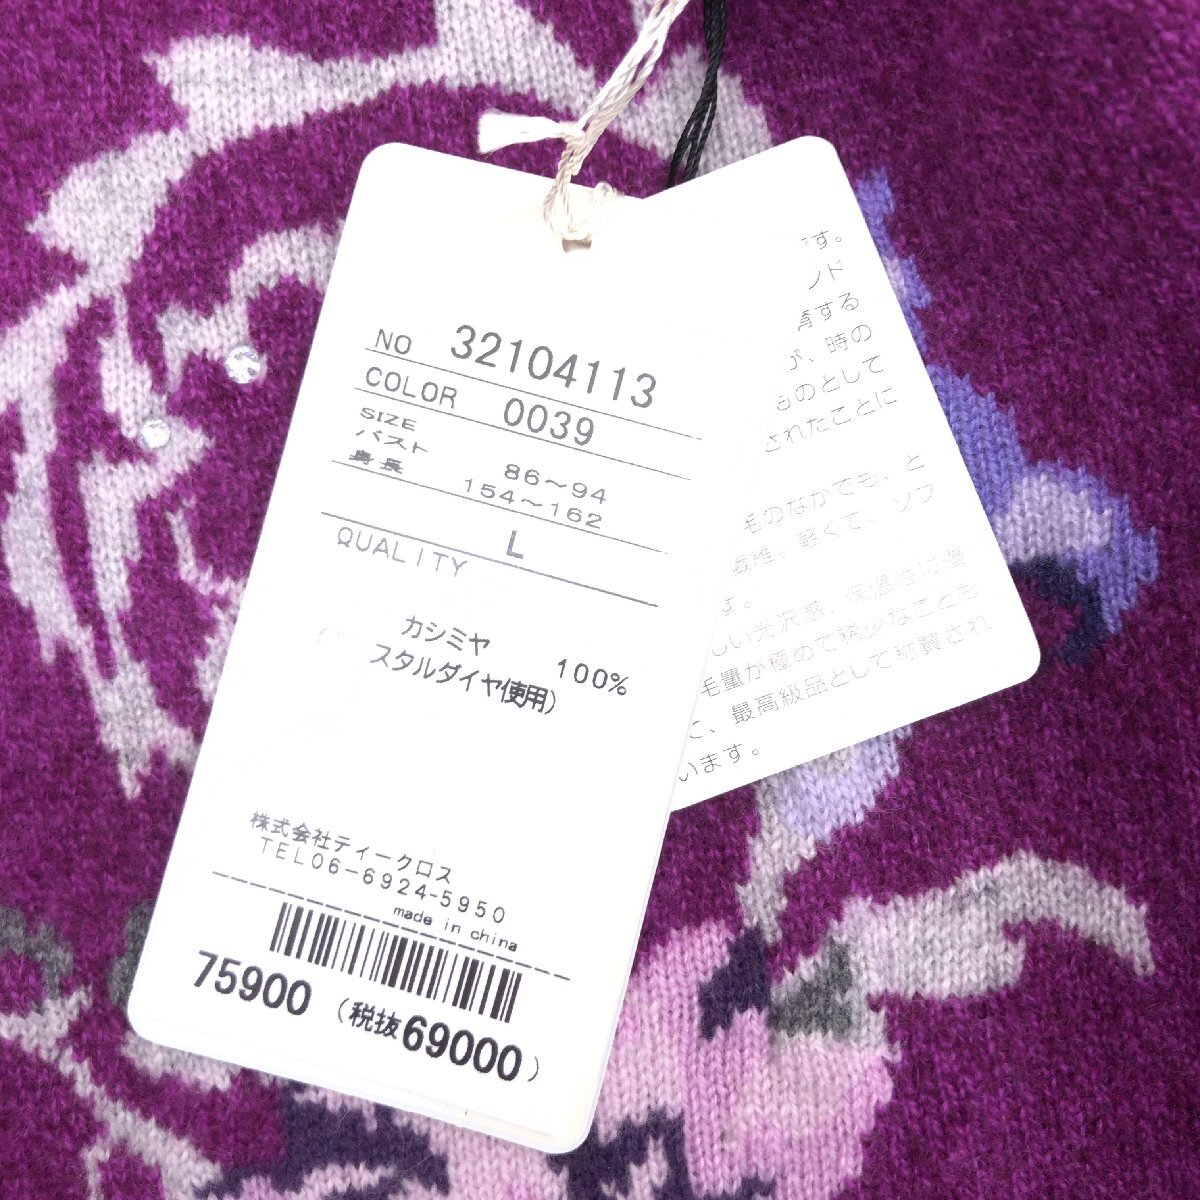 NO 32104113
COLOR 0039
SIZE
バスト 86～94
身長 154～162
L
QUALITY
カシミヤ 100%
スタルダイヤ使用)
株式会社ティークロス
TEL06-6924-5950
made in china
75900 (税抜69000)
す。
ンド
する
が、時の
ものとして
されたことに
毛のなかでも、と
繊維。軽くて、ソフ
す。
しい光沢感、保温性に優
毛量が極めて稀少なことも
て、最高級品として称賛され
います。